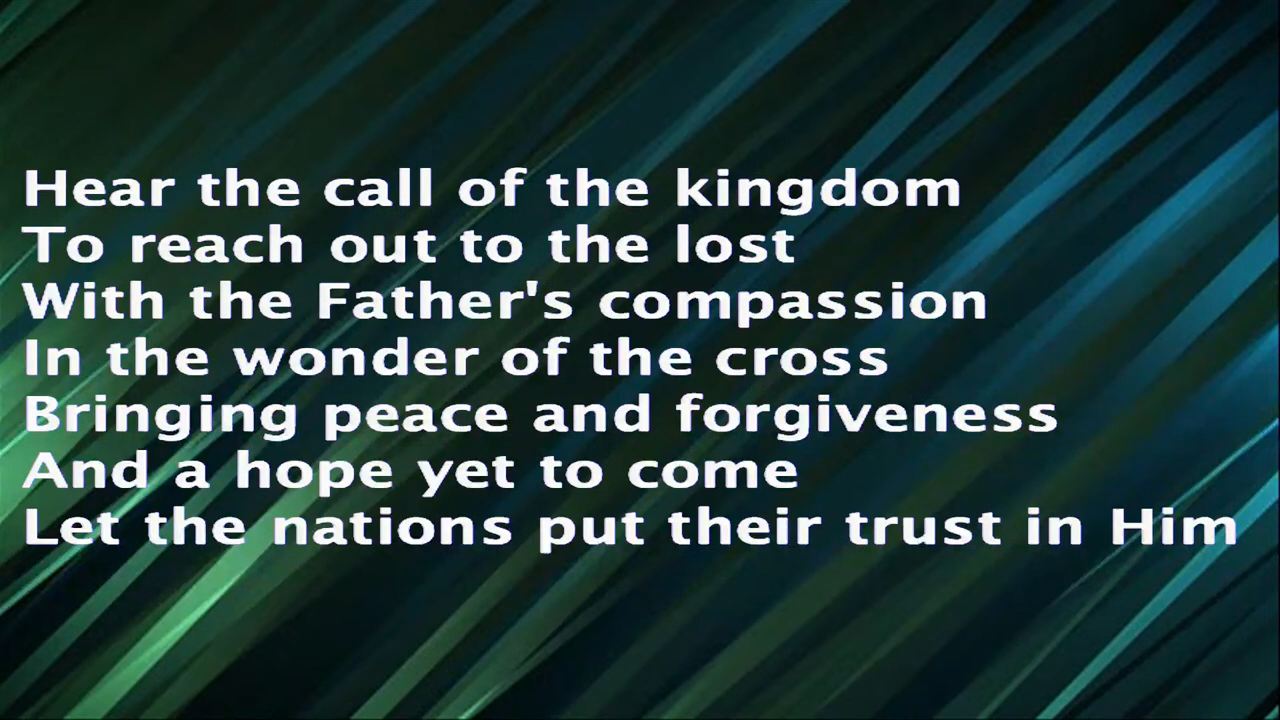 Hear the call of the kingdom
To reach out to the lost
With the Father's compassion
In the wonder of the cross
Bringing peace and forgiveness
And a hope yet to come
Let the nations put their trust in Him